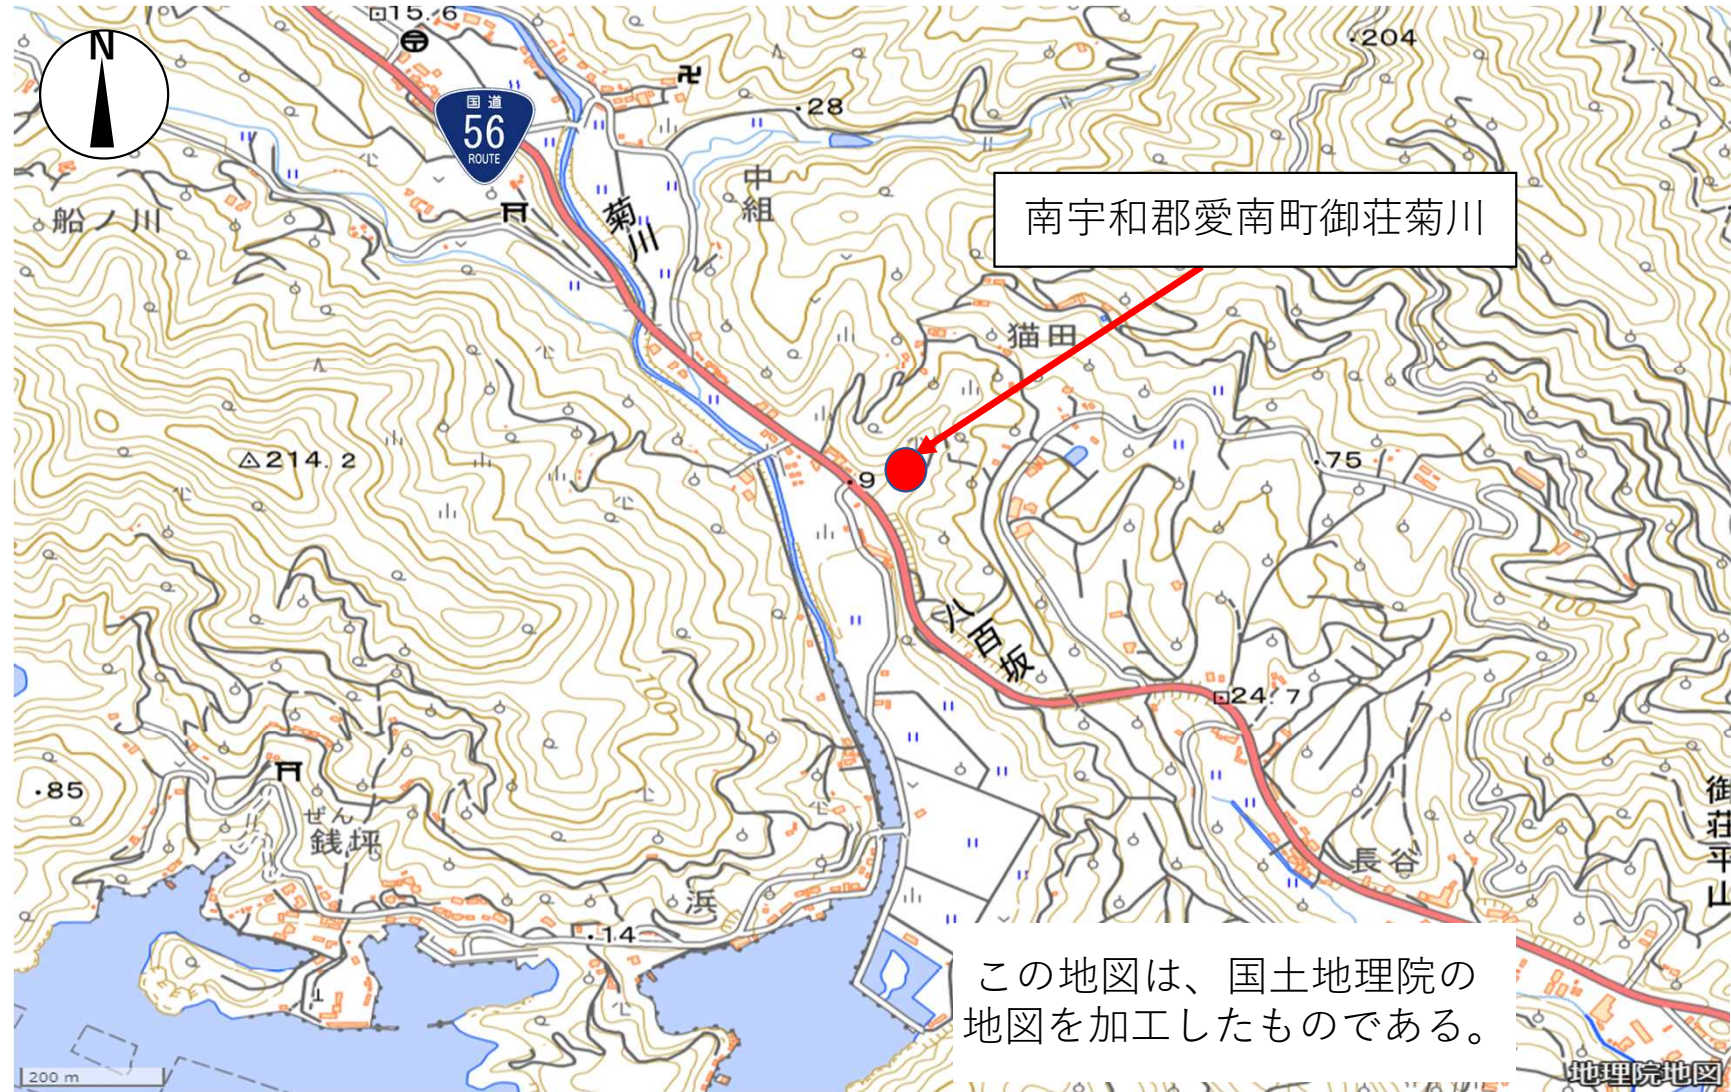 15.6
N
204
国道
56
ROUTE
28
中組
船ノ川
菊川
南宇和郡愛南町御荘菊川
猫田
214.2
75
9
八百坂
100
100
24.7
85
ぜん
銭坪
御荘平山
長谷
浜
14
この地図は、国土地理院の
地図を加工したものである。
200 m
地理院地図